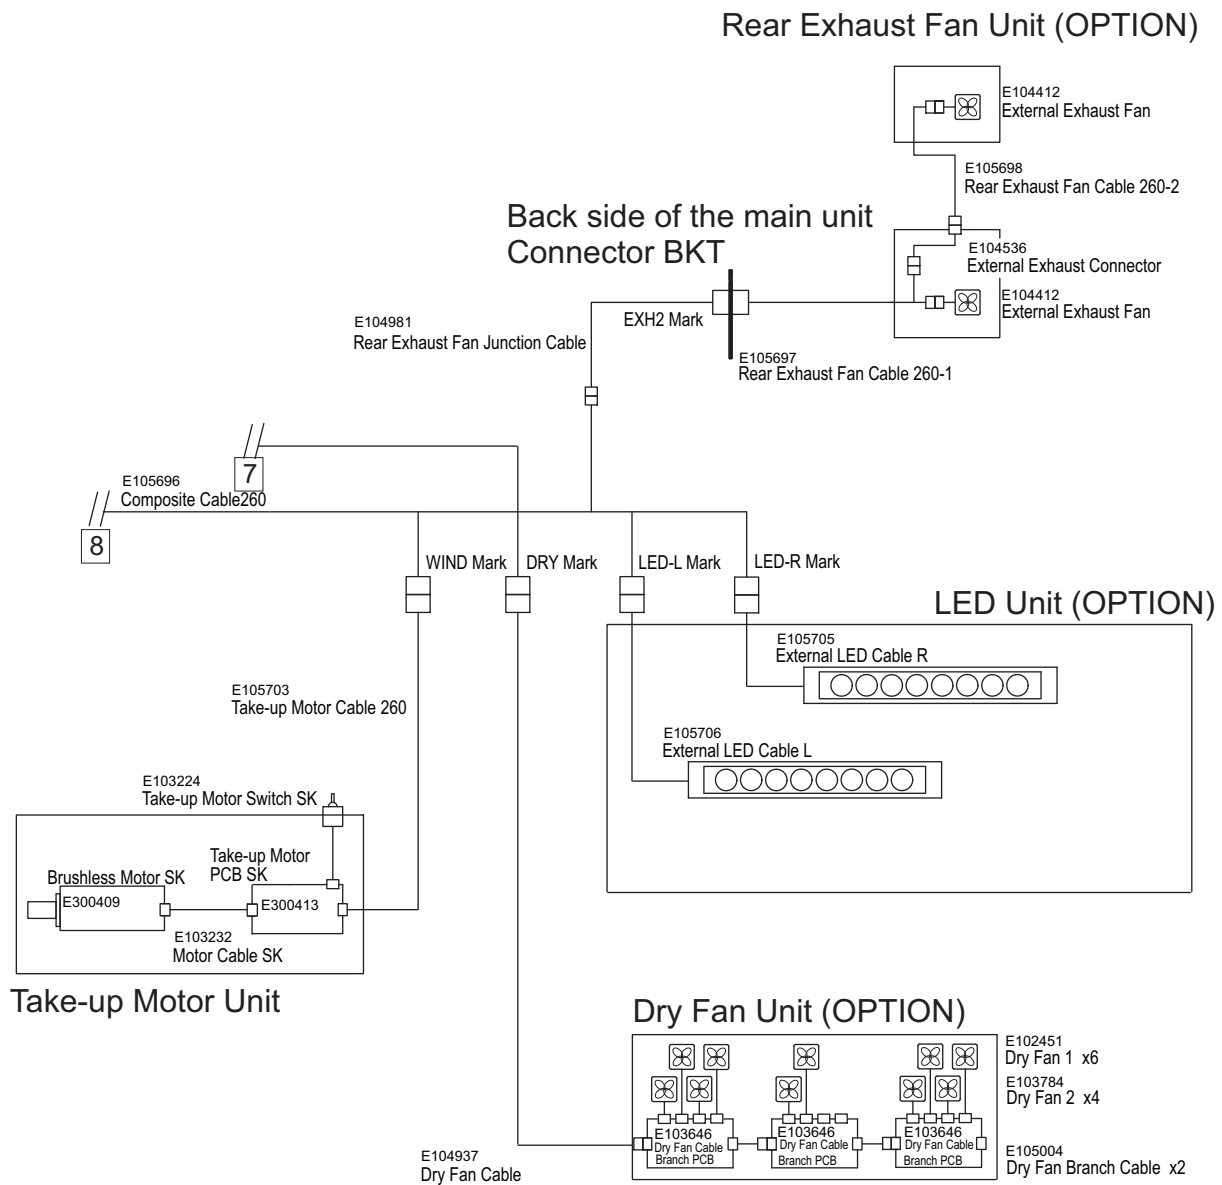 Rear Exhaust Fan Unit (OPTION)
E104412
External Exhaust Fan
E105698
Rear Exhaust Fan Cable 260-2
Back side of the main unit
Connector BKT
E104536
External Exhaust Connector
E104412
External Exhaust Fan
E104981
Rear Exhaust Fan Junction Cable
EXH2 Mark
E105697
Rear Exhaust Fan Cable 260-1
7
E105696
Composite Cable260
8
WIND Mark
DRY Mark
LED-L Mark
LED-R Mark
LED Unit (OPTION)
E105705
External LED Cable R
E105703
Take-up Motor Cable 260
E105706
External LED Cable L
E103224
Take-up Motor Switch SK
Take-up Motor
PCB SK
Brushless Motor SK
E300409
E300413
E103232
Motor Cable SK
Take-up Motor Unit
Dry Fan Unit (OPTION)
E102451
Dry Fan 1 x6
E103784
Dry Fan 2 x4
E103646
Dry Fan Cable
Branch PCB
E103646
Dry Fan Cable
Branch PCB
E103646
Dry Fan Cable
Branch PCB
E105004
Dry Fan Branch Cable x2
E104937
Dry Fan Cable